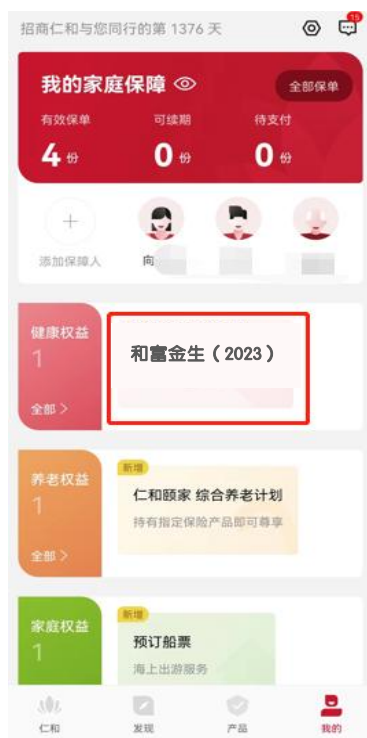 招商仁和与您同行的第 1376 天
15
我的家庭保障
全部保单
有效保单 可续期 待支付
4 份 0 份 0 份
添加保障人 向
健康权益
1
全部 >
和富金生（2023）
养老权益
1
全部 >
新增
仁和颐家 综合养老计划
持有指定保险产品即可尊享
家庭权益
1
新增
预订船票
海上出游服务
仁和 发现 产品 我的